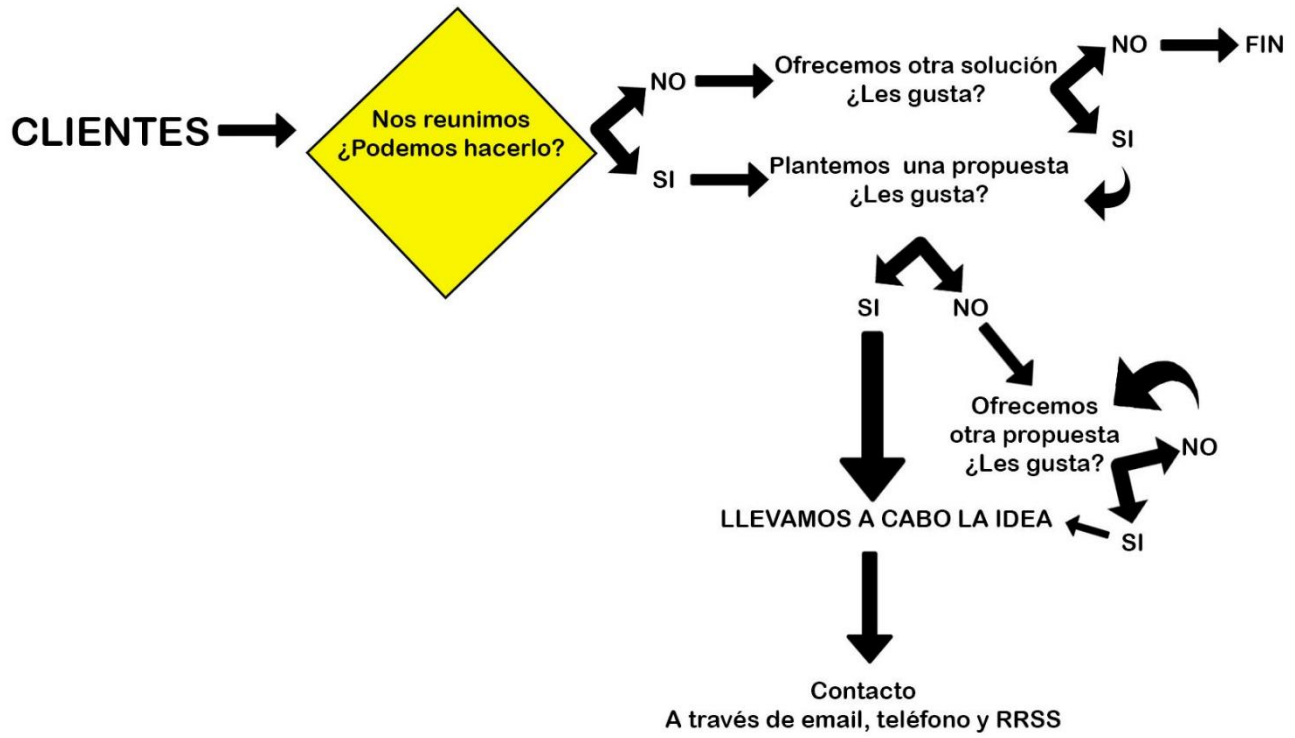 CLIENTES
Nos reunimos
¿Podemos hacerlo?
NO
Ofrecemos otra solución
¿Les gusta?
NO
FIN
SI
SI
Plantemos una propuesta
¿Les gusta?
SI
NO
Ofrecemos
otra propuesta
¿Les gusta?
NO
SI
LLEVAMOS A CABO LA IDEA
Contacto
A través de email, teléfono y RRSS